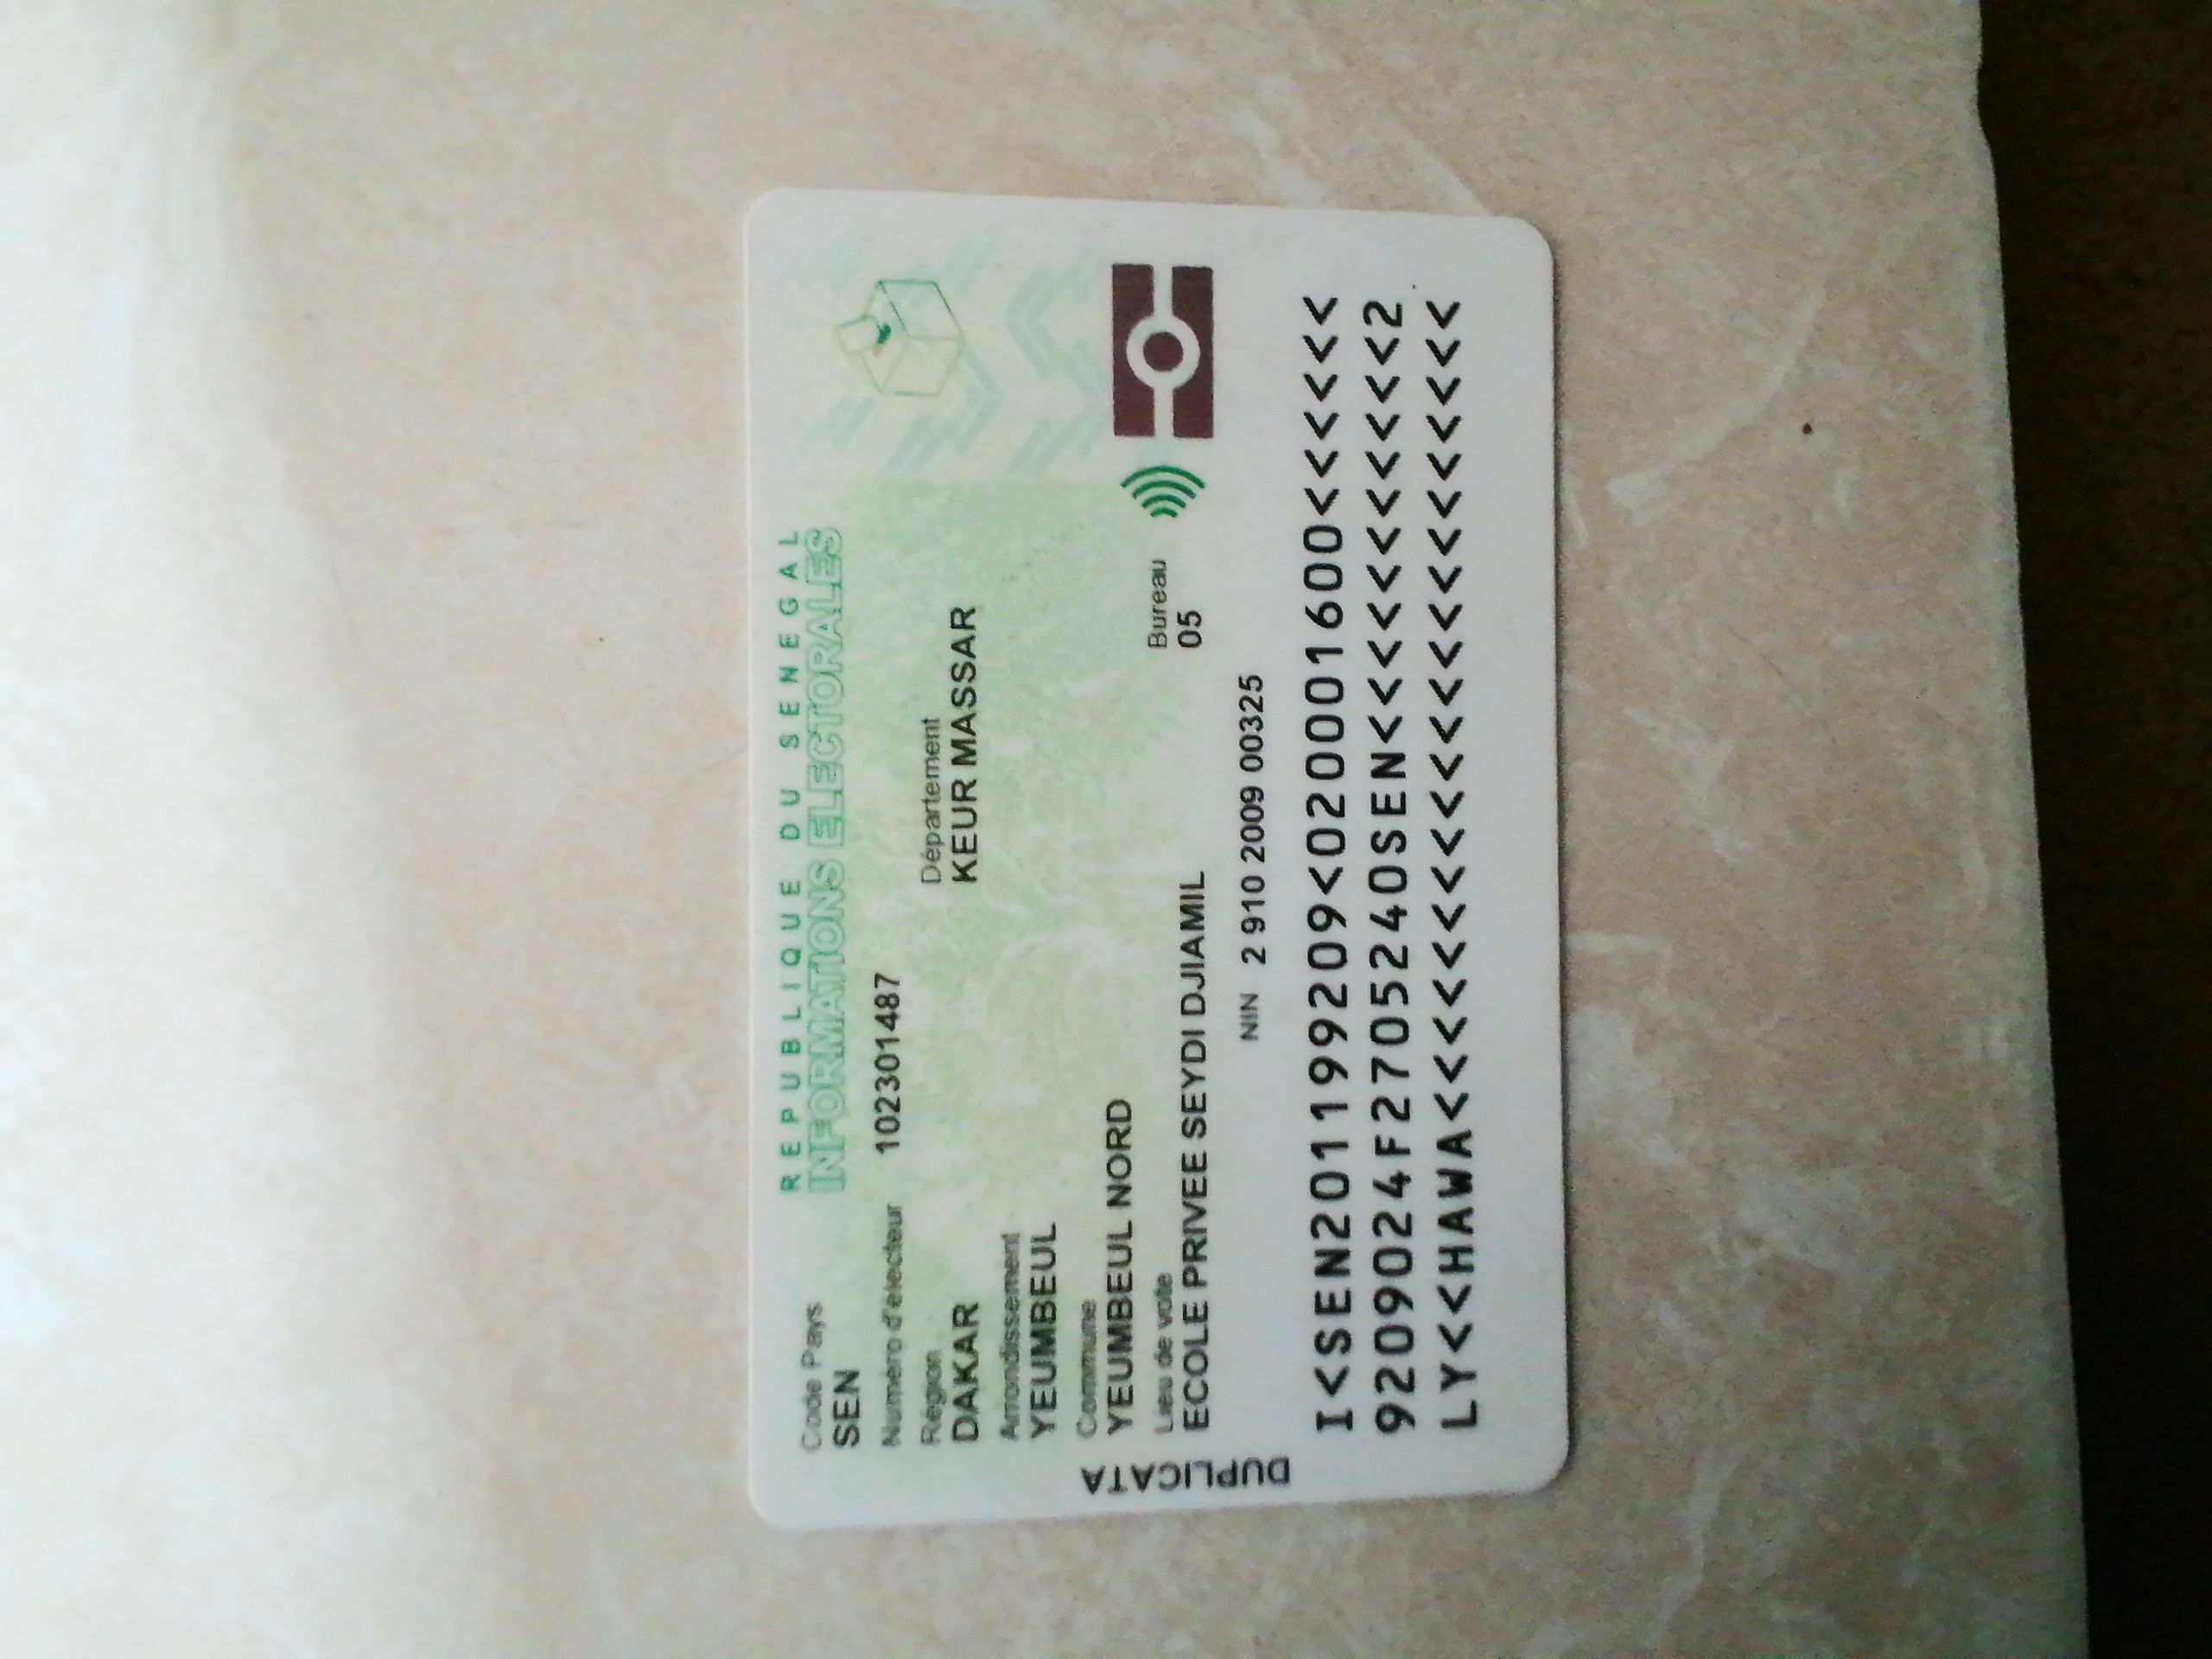 REPUBLIQUE DU SENEGAL
INFORMATIONS ELECTORALES
Code Pays
SEN
Numéro d'électeur 102301487
Région Département
DAKAR KEUR MASSAR
Arrondissement
YEUMBEUL
Commune
YEUMBEUL NORD
Lieu de vote Bureau
ECOLE PRIVEE SEYDI DJIAMIL 05
NIN 2 910 2009 00325
I<SEN201199209<020001600<<<<<<
9209024F2705240SEN<<<<<<<<<<<2
LY<<HAWA<<<<<<<<<<<<<<<<<<<<<<
DUPLICATA